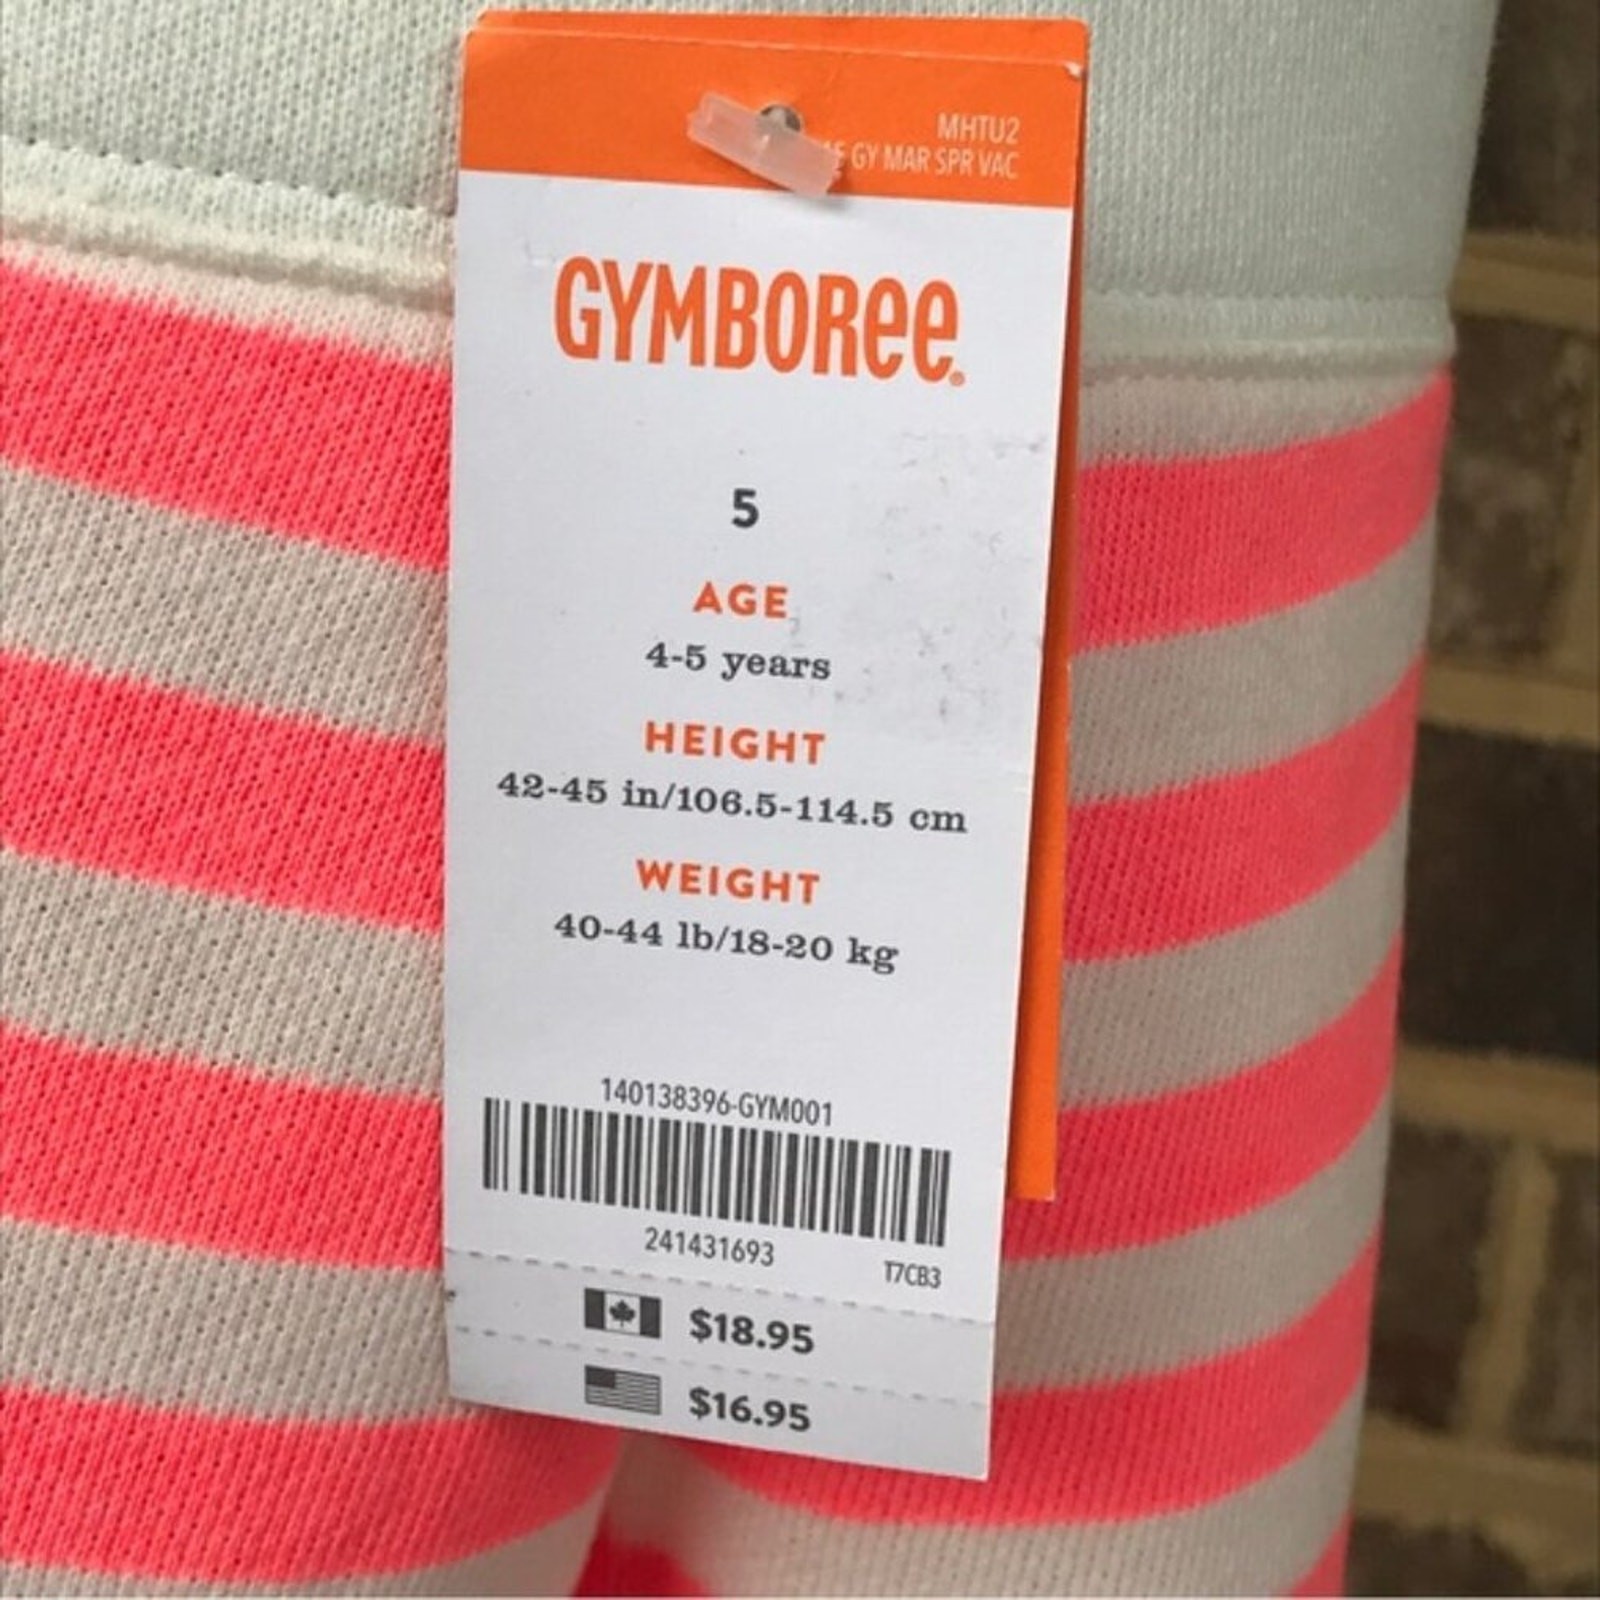 MHTU2
GY MAR SPR VAC
GYMBOREE®
5
AGE
4-5 years
HEIGHT
42-45 in/106.5-114.5 cm
WEIGHT
40-44 lb/18-20 kg
140138396-GYM001
241431693
T7CB3
$18.95
$16.95